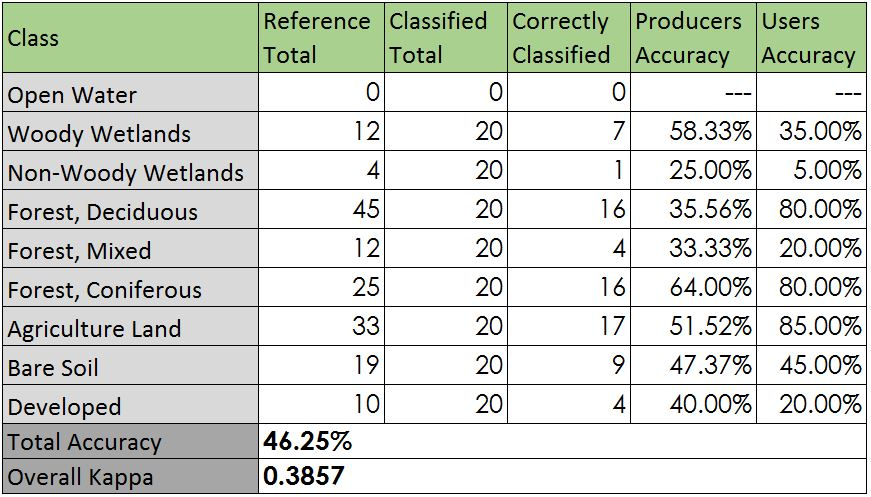 Class Reference Total Classified Total Correctly Classified Producers Accuracy Users Accuracy
Open Water 0 0 0 --- ---
Woody Wetlands 12 20 7 58.33% 35.00%
Non-Woody Wetlands 4 20 1 25.00% 5.00%
Forest, Deciduous 45 20 16 35.56% 80.00%
Forest, Mixed 12 20 4 33.33% 20.00%
Forest, Coniferous 25 20 16 64.00% 80.00%
Agriculture Land 33 20 17 51.52% 85.00%
Bare Soil 19 20 9 47.37% 45.00%
Developed 10 20 4 40.00% 20.00%
Total Accuracy 46.25%
Overall Kappa 0.3857